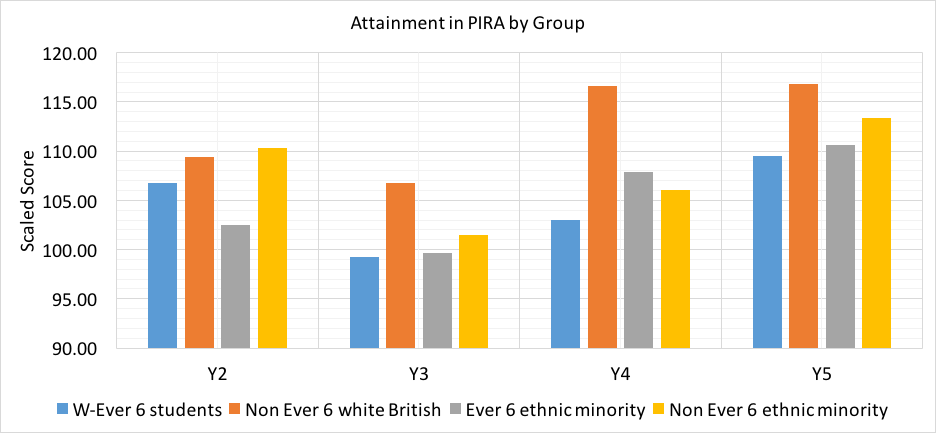 Attainment in PIRA by Group
120.00
115.00
110.00
105.00
100.00
95.00
90.00
Scaled Score
Y2 Y3 Y4 Y5
W-Ever 6 students Non Ever 6 white British Ever 6 ethnic minority Non Ever 6 ethnic minority